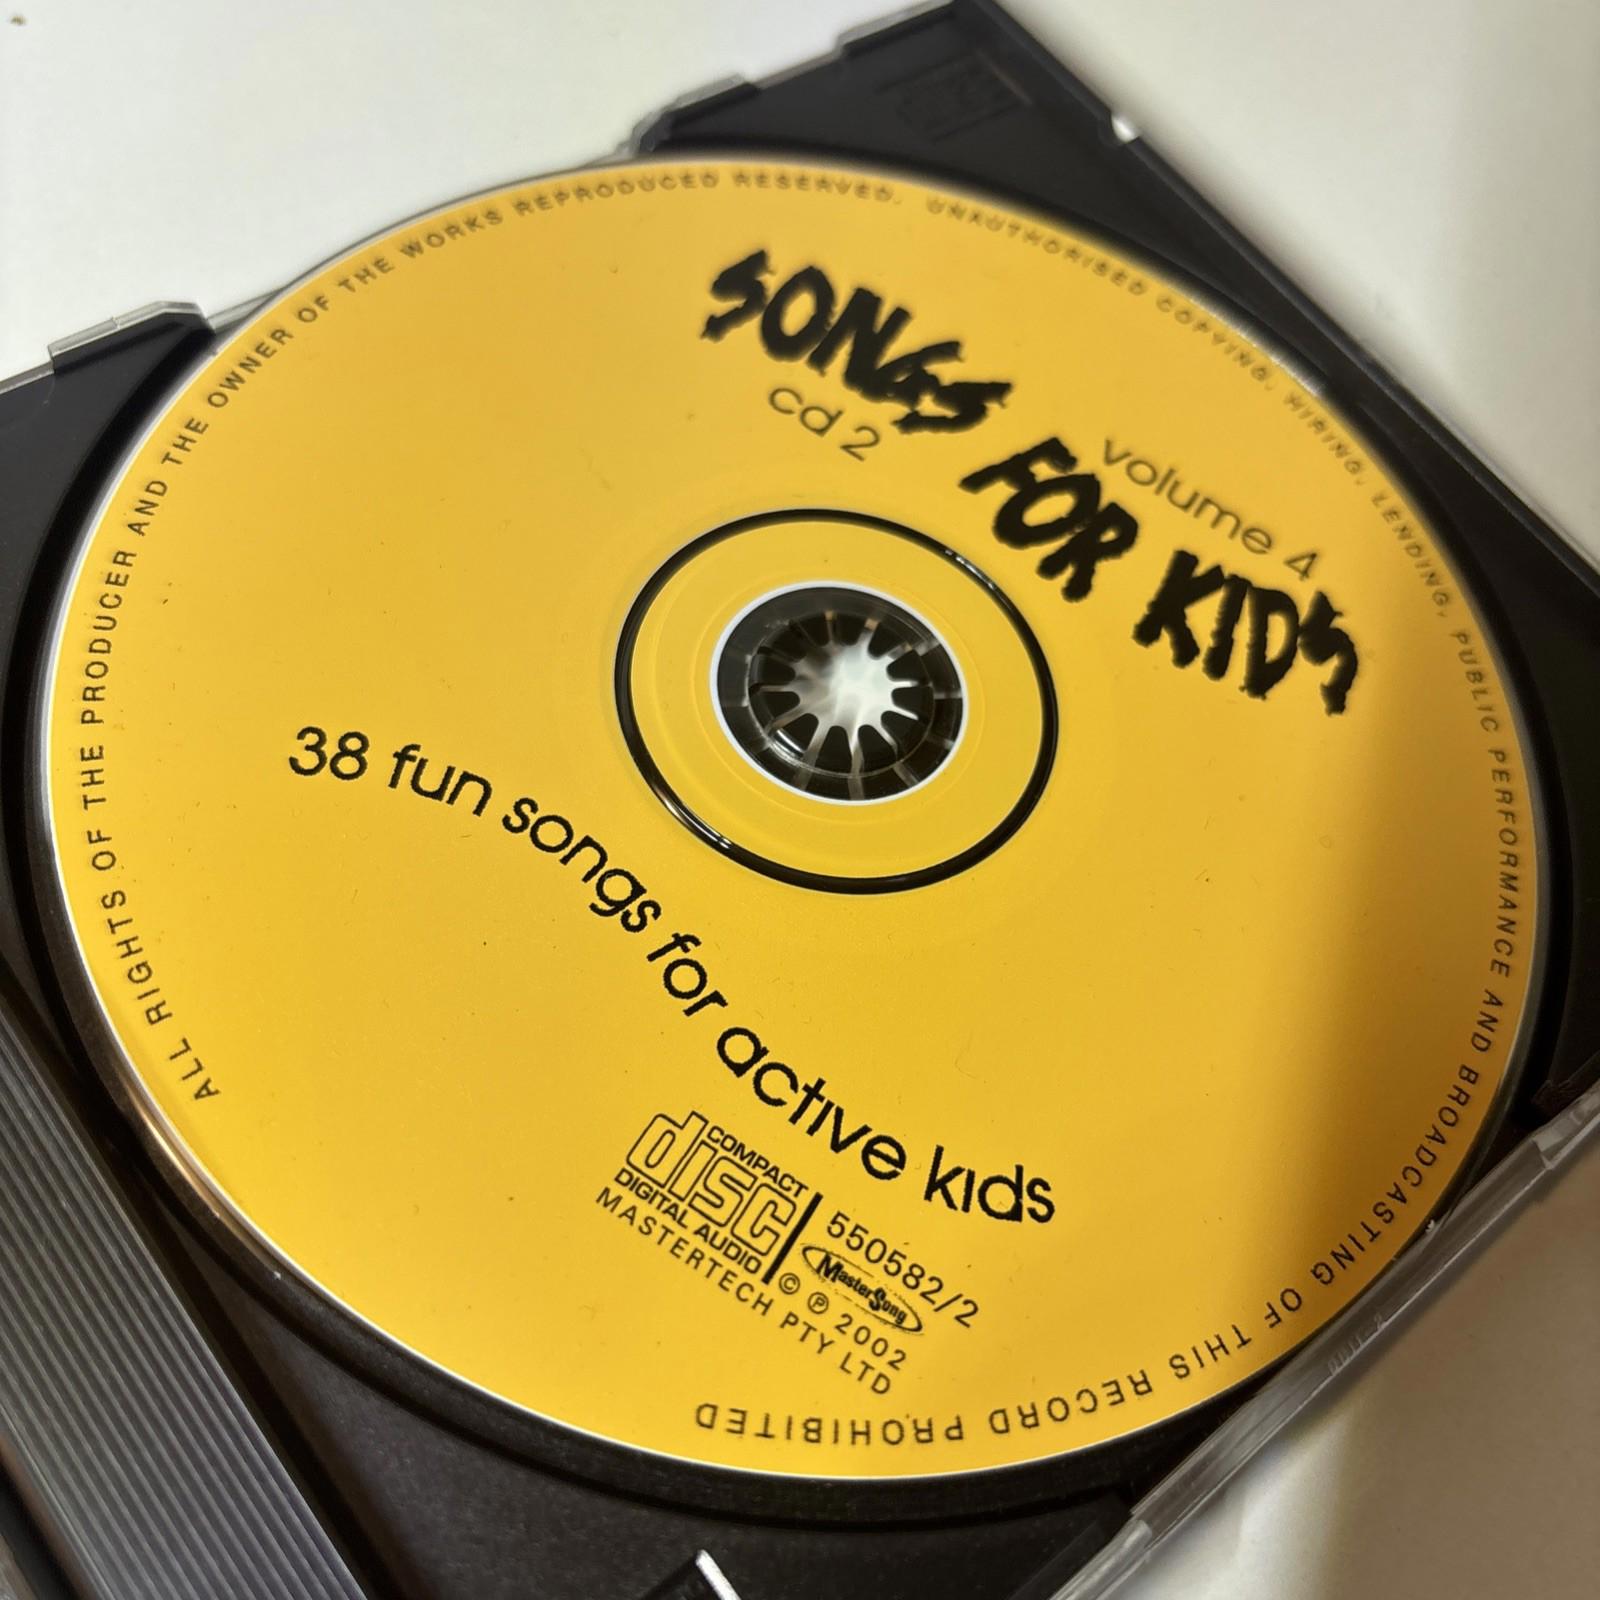 SONGS FOR KIDS
cd 2
volume 4
38 fun songs for active kids
COMPACT
disc
DIGITAL AUDIO
550582/2
MasterSong
© ℗ 2002
MASTERTECH PTY LTD
ALL RIGHTS OF THE PRODUCER AND THE OWNER OF THE WORKS REPRODUCED RESERVED. UNAUTHORISED COPYING, HIRING, LENDING, PUBLIC PERFORMANCE AND BROADCASTING OF THIS RECORD PROHIBITED